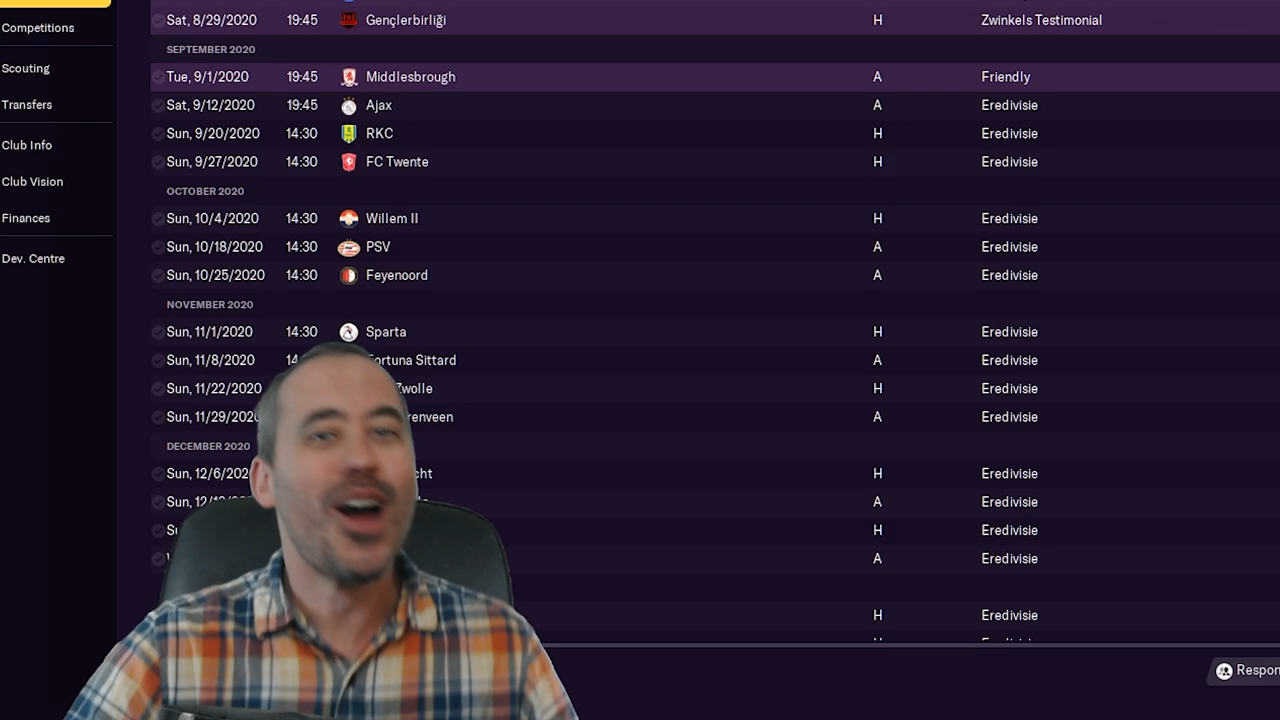 Competitions
Scouting
Transfers
Club Info
Club Vision
Finances
Dev. Centre
Sat, 8/29/2020 19:45 Gençlerbirliği H Zwinkels Testimonial
SEPTEMBER 2020
Tue, 9/1/2020 19:45 Middlesbrough A Friendly
Sat, 9/12/2020 19:45 Ajax A Eredivisie
Sun, 9/20/2020 14:30 RKC H Eredivisie
Sun, 9/27/2020 14:30 FC Twente H Eredivisie
OCTOBER 2020
Sun, 10/4/2020 14:30 Willem II H Eredivisie
Sun, 10/18/2020 14:30 PSV A Eredivisie
Sun, 10/25/2020 14:30 Feyenoord A Eredivisie
NOVEMBER 2020
Sun, 11/1/2020 14:30 Sparta H Eredivisie
Sun, 11/8/2020 Fortuna Sittard A Eredivisie
Sun, 11/22/2020 Zwolle H Eredivisie
Sun, 11/29/2020 A Eredivisie
DECEMBER 2020
Sun, 12/6/202 H Eredivisie
Sun, A Eredivisie
H Eredivisie
A Eredivisie
H Eredivisie